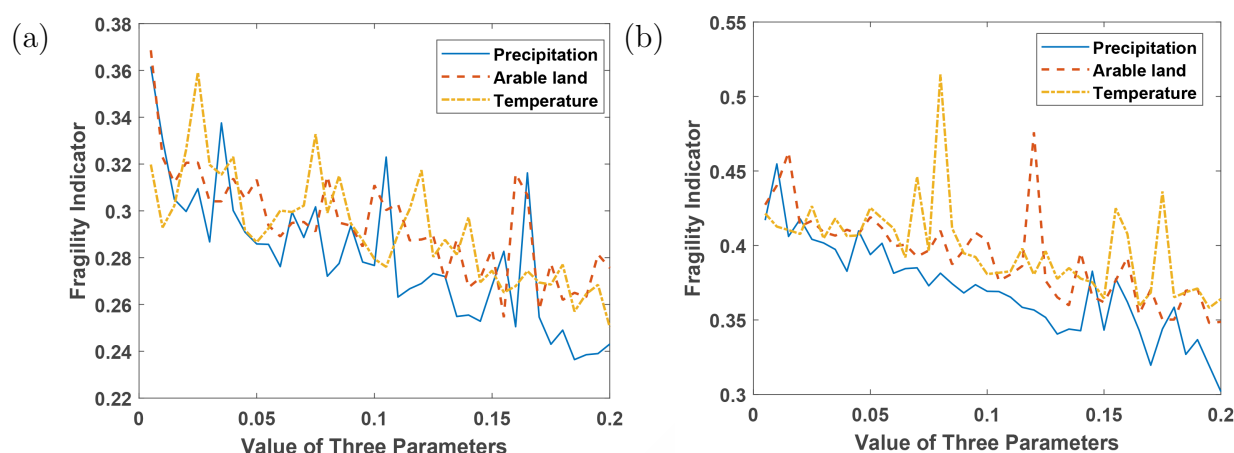 (a)
Fragility Indicator
0.38
0.36
0.34
0.32
0.3
0.28
0.26
0.24
0.22
0
0.05
0.1
0.15
0.2
Value of Three Parameters
Precipitation
Arable land
Temperature
(b)
Fragility Indicator
0.55
0.5
0.45
0.4
0.35
0.3
0
0.05
0.1
0.15
0.2
Value of Three Parameters
Precipitation
Arable land
Temperature